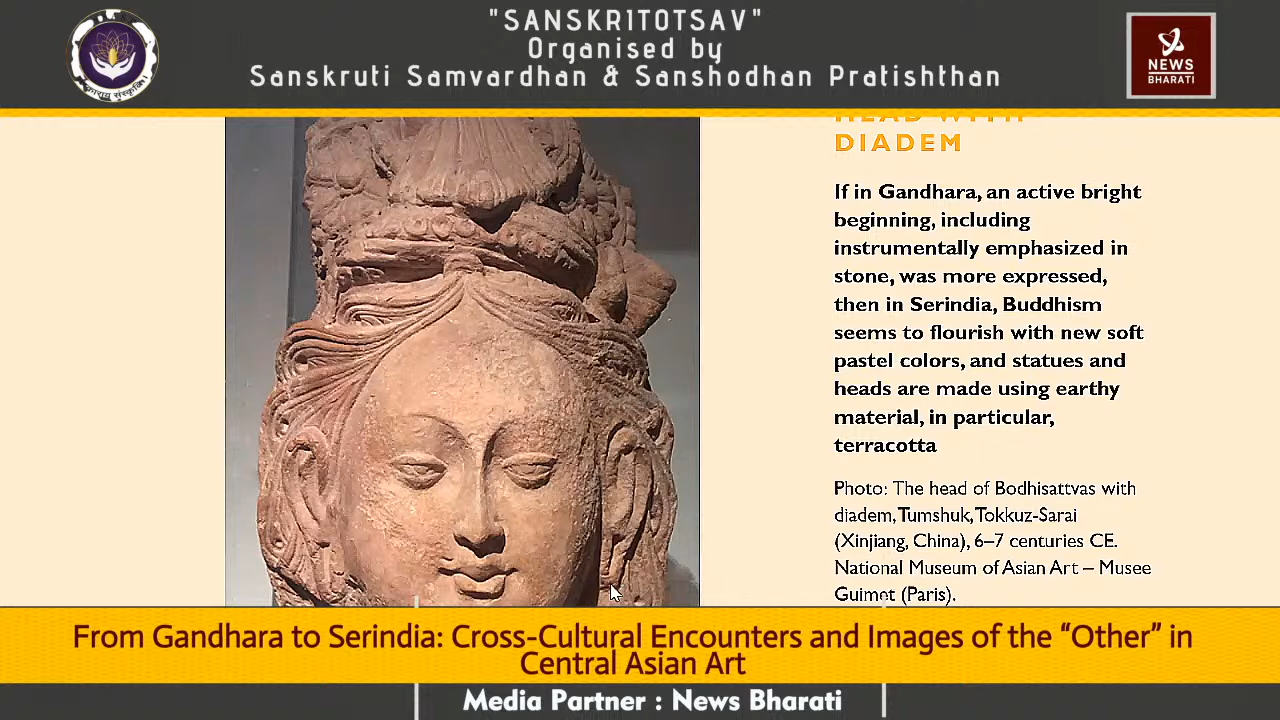 "SANSKRITOTSAV"
Organised by
Sanskruti Samvardhan & Sanshodhan Pratishthan
NEWS
BHARATI
HEAD WITH
DIADEM
If in Gandhara, an active bright
beginning, including
instrumentally emphasized in
stone, was more expressed,
then in Serindia, Buddhism
seems to flourish with new soft
pastel colors, and statues and
heads are made using earthy
material, in particular,
terracotta
Photo: The head of Bodhisattvas with
diadem, Tumshuk, Tokkuz-Sarai
(Xinjiang, China), 6–7 centuries CE.
National Museum of Asian Art – Musee
Guimet (Paris).
From Gandhara to Serindia: Cross-Cultural Encounters and Images of the “Other” in
Central Asian Art
Media Partner : News Bharati